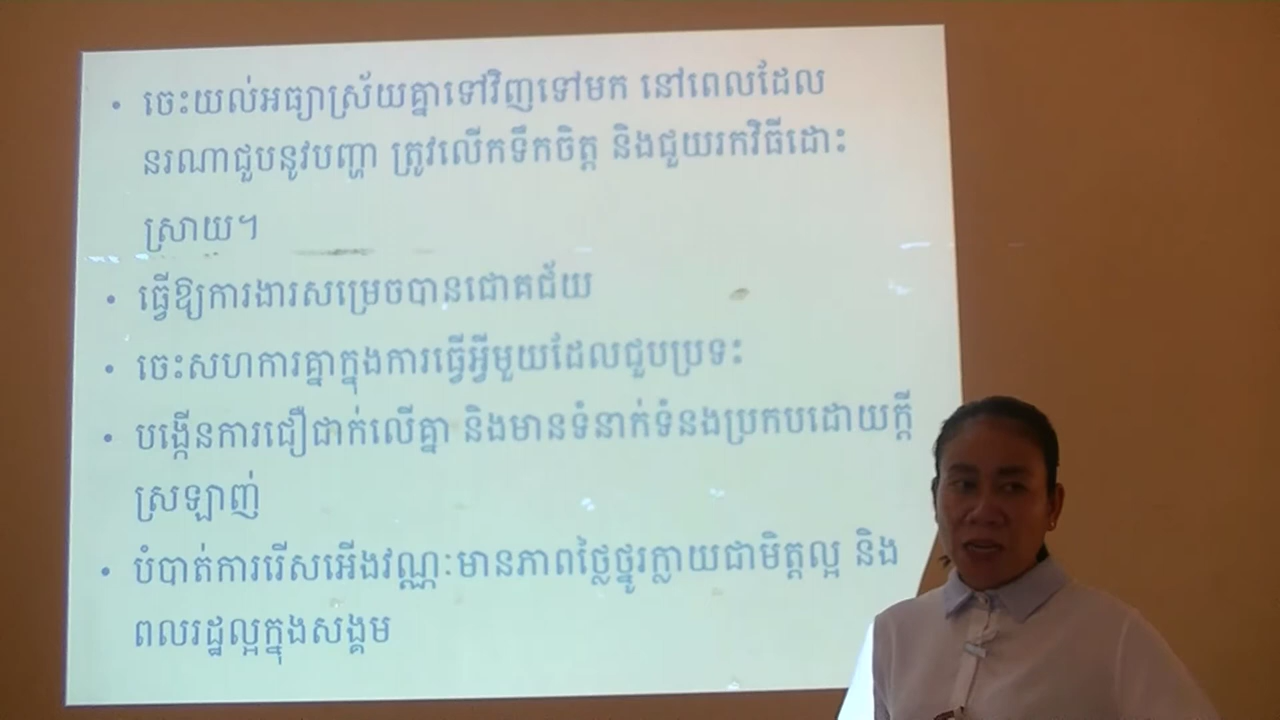 • ចេះយល់អធ្យាស្រ័យគ្នាទៅវិញទៅមក នៅពេលដែល
នរណាជួបនូវបញ្ហា ត្រូវលើកទឹកចិត្ត និងជួយរកវិធីដោះ
ស្រាយ។
• ធ្វើឱ្យការងារសម្រេចបានជោគជ័យ
• ចេះសហការគ្នាក្នុងការធ្វើអ្វីមួយដែលជួបប្រទះ
• បង្កើនការជឿជាក់លើគ្នា និងមានទំនាក់ទំនងប្រកបដោយក្តី
ស្រឡាញ់
• បំបាត់ការរើសអើងវណ្ណៈមានភាពថ្លៃថ្នូរក្លាយជាមិត្តល្អ និង
ពលរដ្ឋល្អក្នុងសង្គម